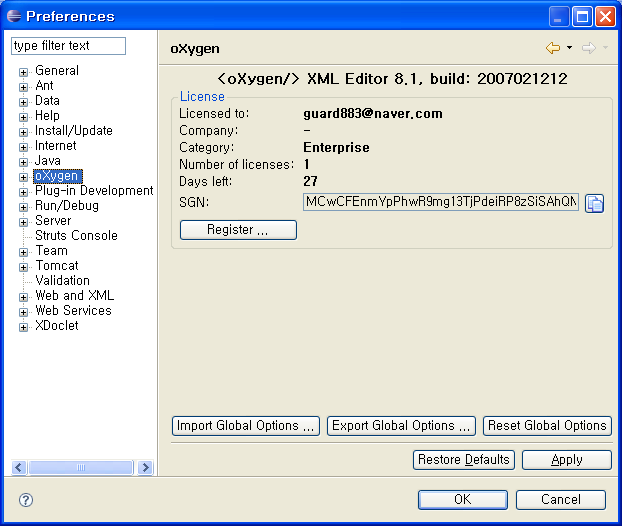 Preferences
type filter text
General
Ant
Data
Help
Install/Update
Internet
Java
oXygen
Plug-in Development
Run/Debug
Server
Struts Console
Team
Tomcat
Validation
Web and XML
Web Services
XDoclet
oXygen
<oXygen/> XML Editor 8.1, build: 2007021212
License
Licensed to: guard883@naver.com
Company: -
Category: Enterprise
Number of licenses: 1
Days left: 27
SGN: MCwCFEnmYpPhwR9mg13TjPdeiRP8zSiSAhQM
Register ...
Import Global Options ... Export Global Options ... Reset Global Options
Restore Defaults Apply
? OK Cancel